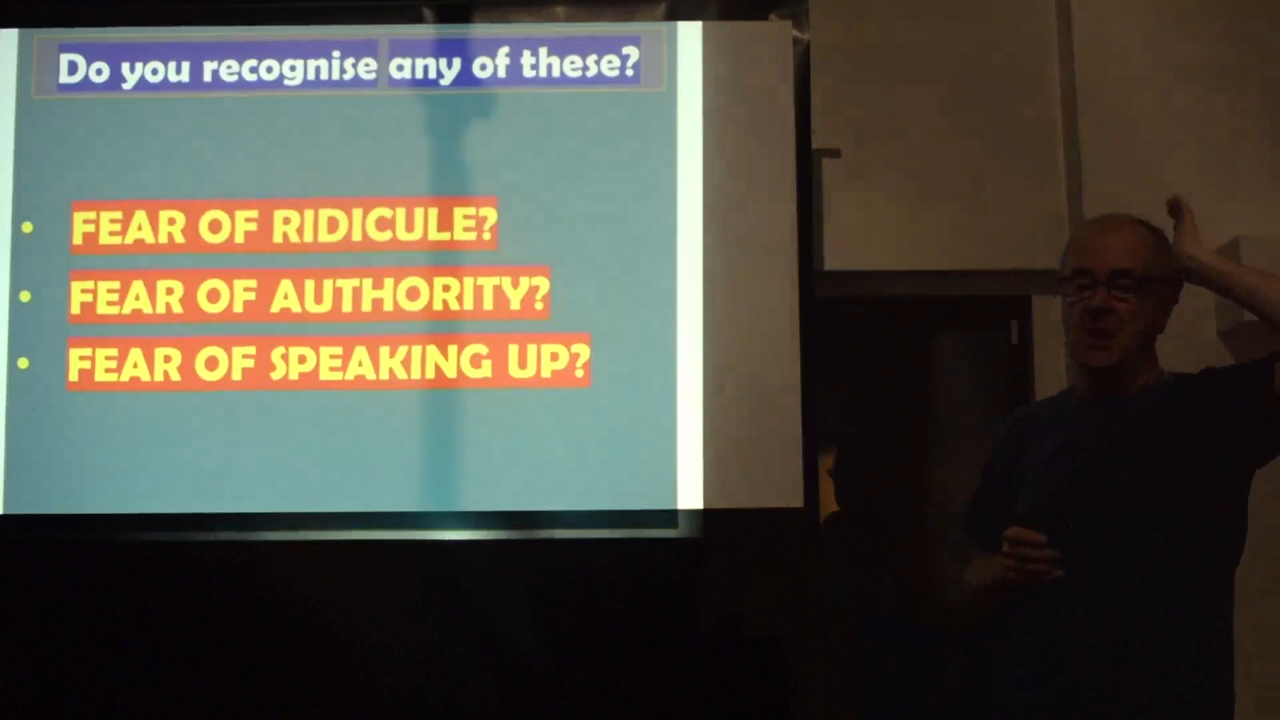 Do you recognise any of these?
• FEAR OF RIDICULE?
• FEAR OF AUTHORITY?
• FEAR OF SPEAKING UP?